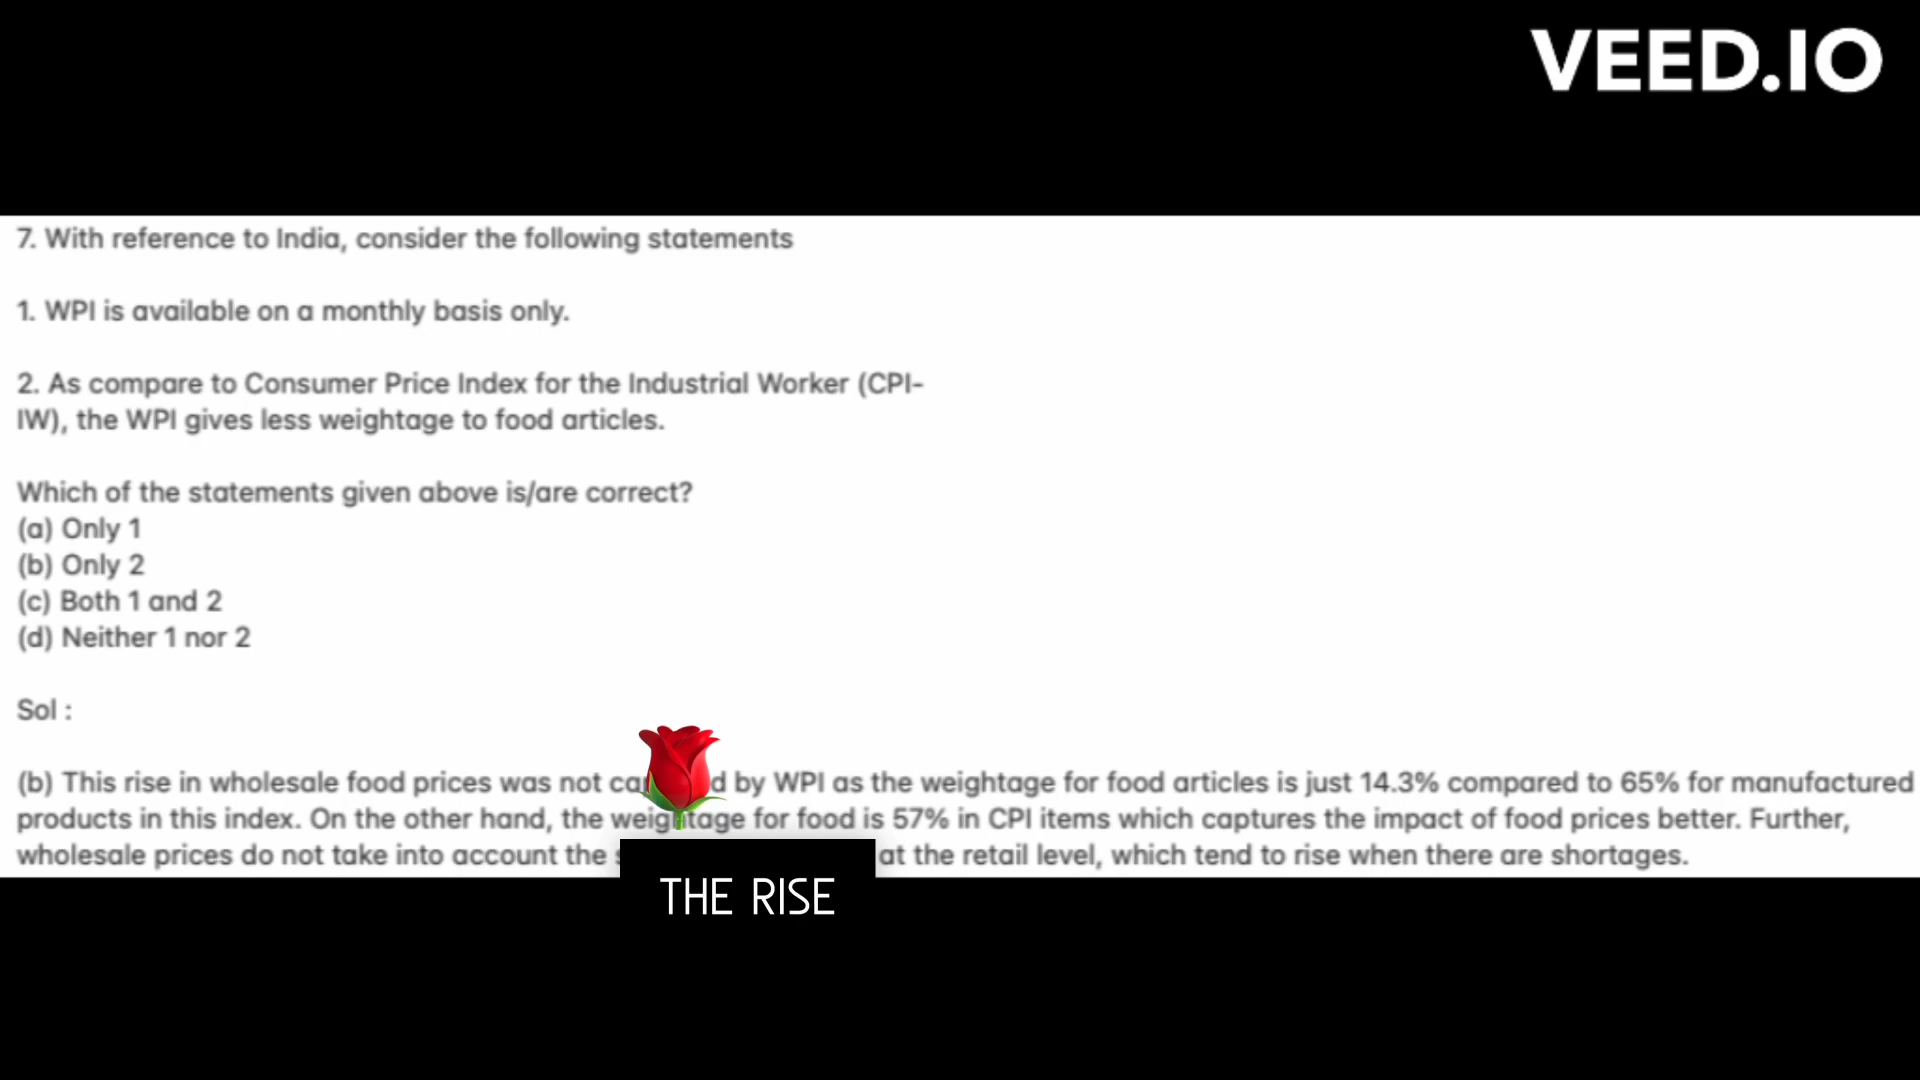 VEED.IO
7. With reference to India, consider the following statements
1. WPI is available on a monthly basis only.
2. As compare to Consumer Price Index for the Industrial Worker (CPI-
IW), the WPI gives less weightage to food articles.
Which of the statements given above is/are correct?
(a) Only 1
(b) Only 2
(c) Both 1 and 2
(d) Neither 1 nor 2
Sol :
(b) This rise in wholesale food prices was not by WPI as the weightage for food articles is just 14.3% compared to 65% for manufactured
products in this index. On the other hand, the weightage for food is 57% in CPI items which captures the impact of food prices better. Further,
wholesale prices do not take into account the at the retail level, which tend to rise when there are shortages.
THE RISE